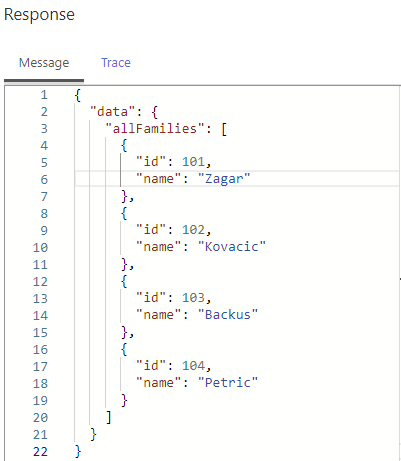 Response
Message Trace
1 {
2 "data": {
3 "allFamilies": [
4 {
5 "id": 101,
6 "name": "Zagar"
7 },
8 {
9 "id": 102,
10 "name": "Kovacic"
11 },
12 {
13 "id": 103,
14 "name": "Backus"
15 },
16 {
17 "id": 104,
18 "name": "Petric"
19 }
20 ]
21 }
22 }